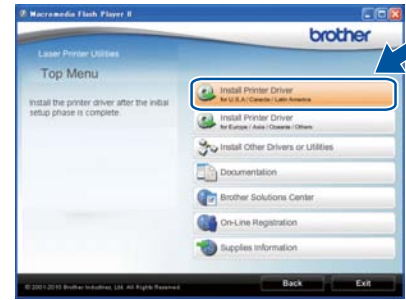 Macromedia Flash Player 8
brother
Laser Printer Utilities
Top Menu
Install the printer driver after the initial
setup phase is complete.
Install Printer Driver
for U.S.A / Canada / Latin America
Install Printer Driver
for Europe / Asia / Oceania / Others
Install Other Drivers or Utilities
Documentation
Brother Solutions Center
On-Line Registration
Supplies Information
© 2001-2010 Brother Industries, Ltd. All Rights Reserved.
Back
Exit